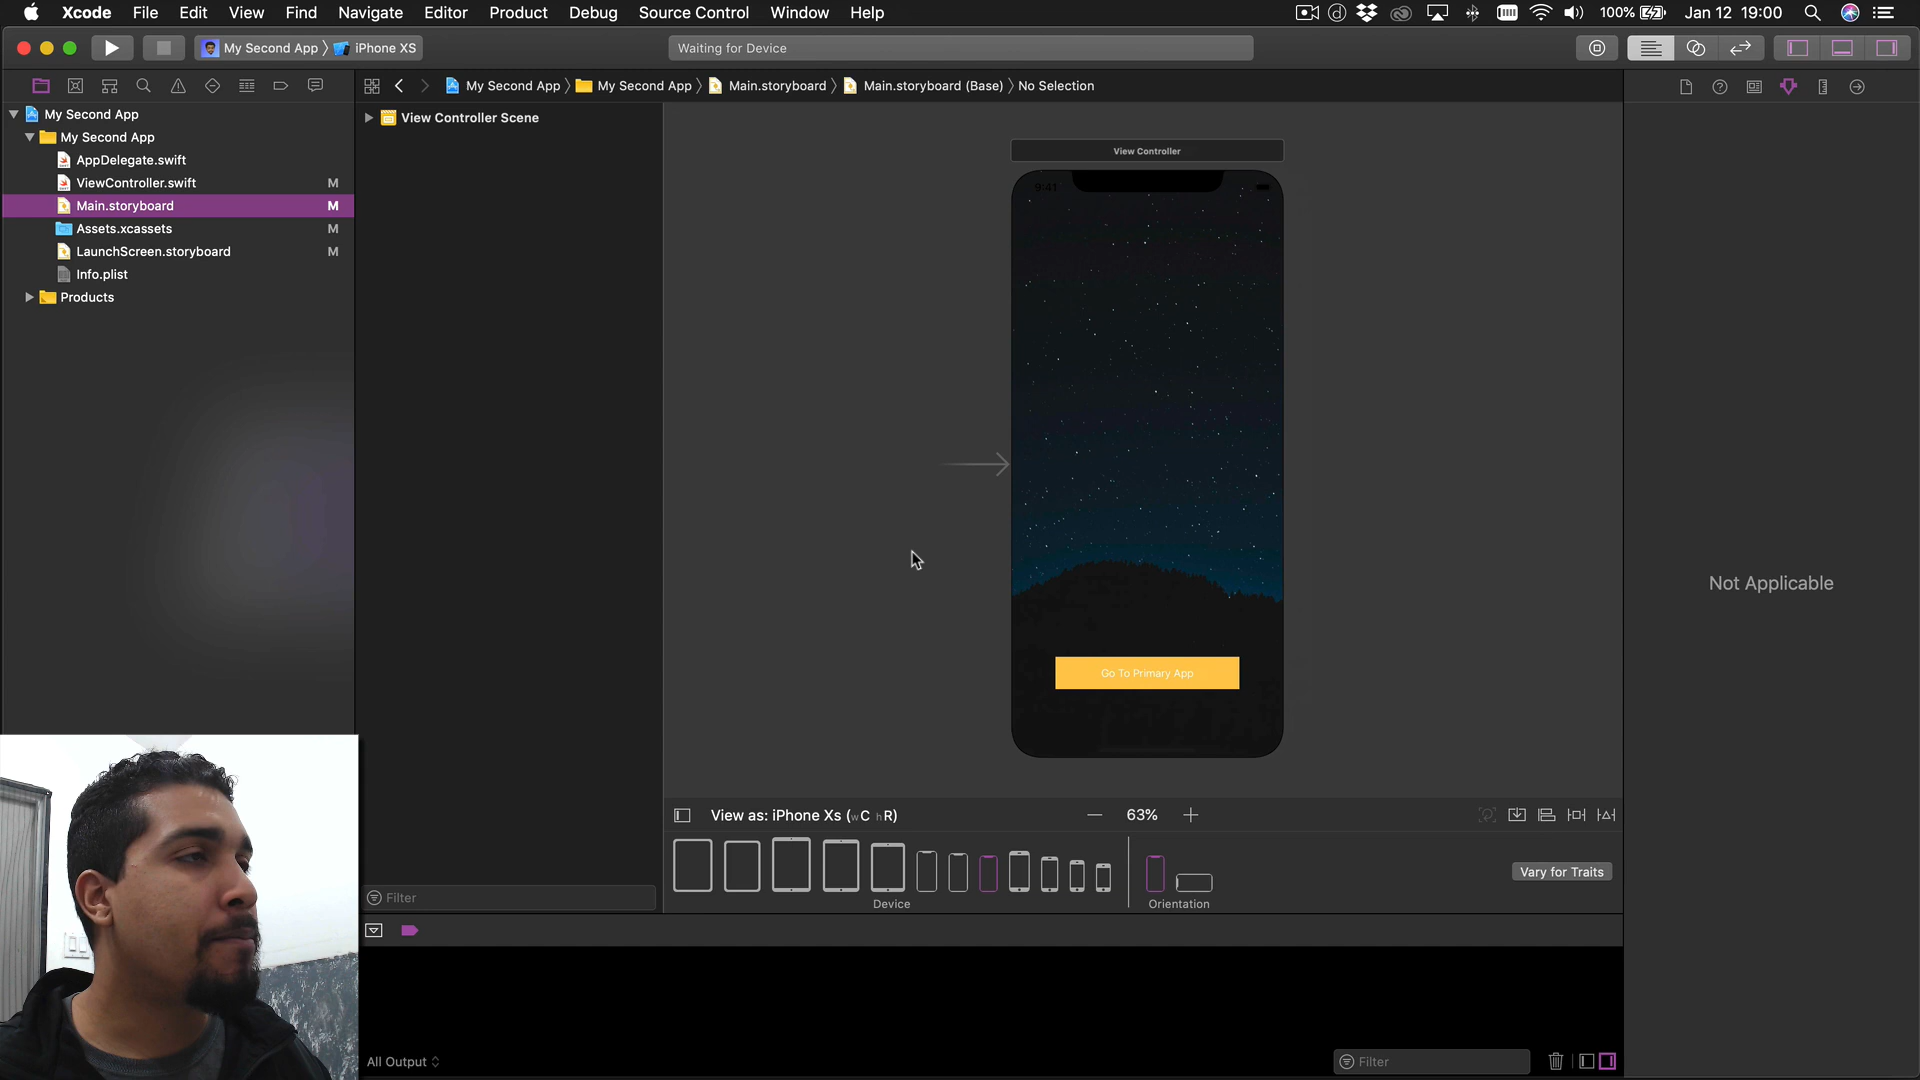 Xcode File Edit View Find Navigate Editor Product Debug Source Control Window Help 100% Jan 12 19:00
My Second App iPhone XS Waiting for Device
My Second App My Second App Main.storyboard Main.storyboard (Base) No Selection
My Second App
My Second App
AppDelegate.swift
ViewController.swift M
Main.storyboard M
Assets.xcassets M
LaunchScreen.storyboard M
Info.plist
Products
View Controller Scene
View Controller
9:41
Go To Primary App
Not Applicable
View as: iPhone Xs (wC hR) 63%
Vary for Traits
Device Orientation
Filter
All Output
Filter